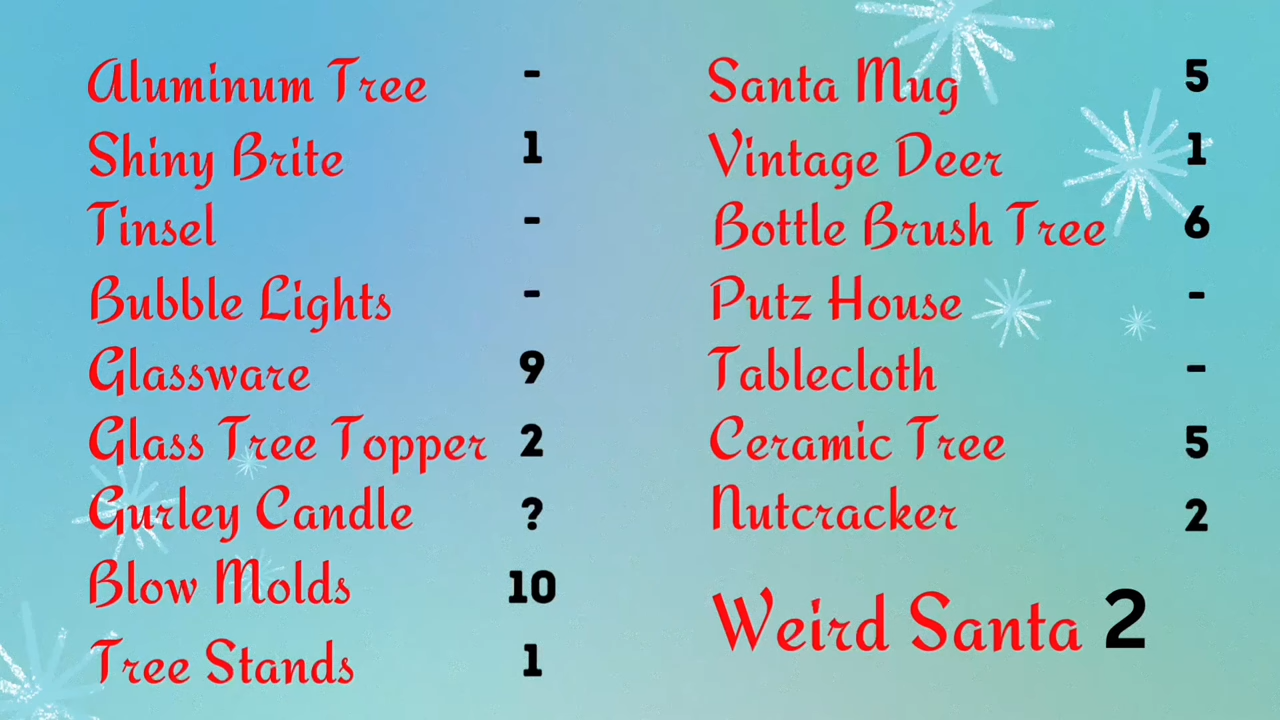 Aluminum Tree -
Shiny Brite 1
Tinsel -
Bubble Lights -
Glassware 9
Glass Tree Topper 2
Gurley Candle ?
Blow Molds 10
Tree Stands 1
Santa Mug 5
Vintage Deer 1
Bottle Brush Tree 6
Putz House -
Tablecloth -
Ceramic Tree 5
Nutcracker 2
Weird Santa 2